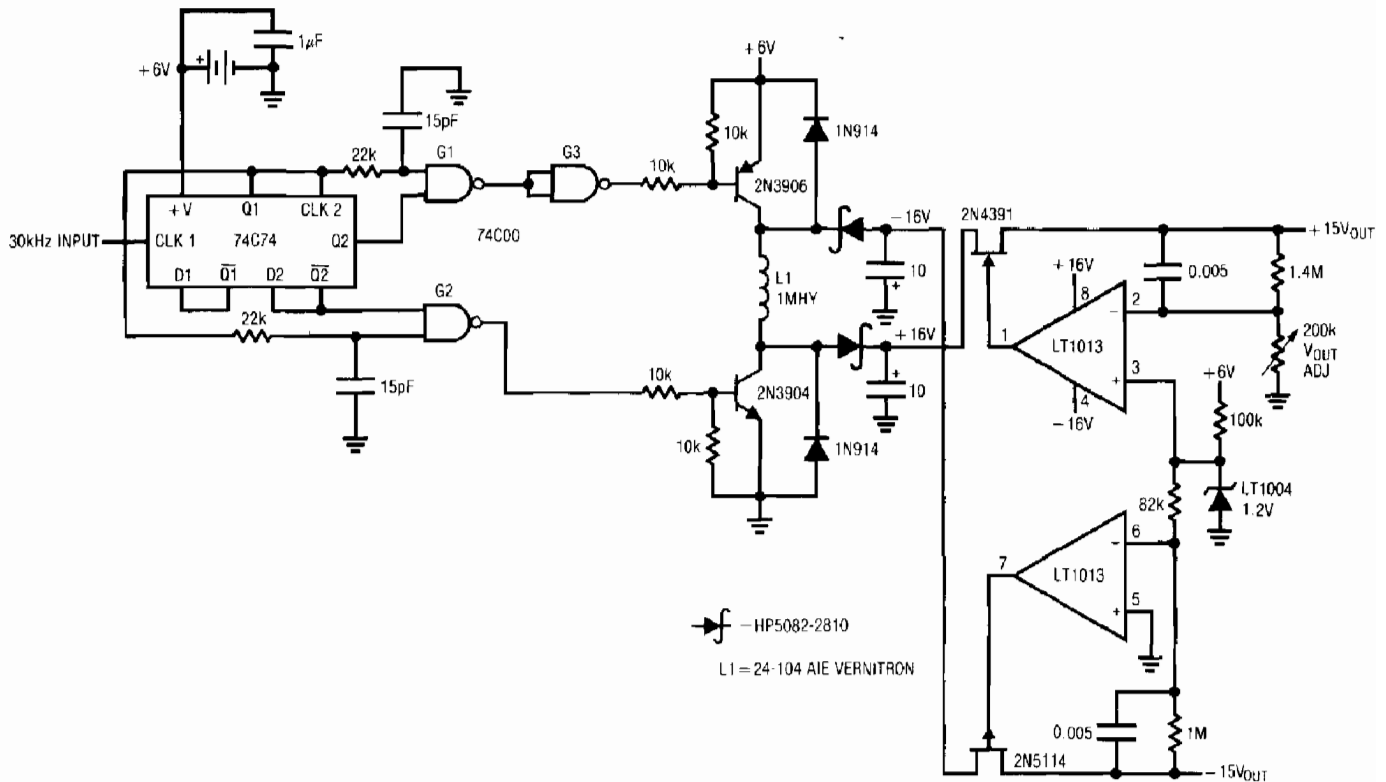 +6V
+
1µF
15pF
22k
G1
G3
+V
Q1
CLK 2
30kHz INPUT
CLK 1
74C74
Q2
D1
Q̅1̅
D2
Q̅2̅
74C00
22k
G2
15pF
+6V
10k
1N914
10k
2N3906
-16V
10
+
L1
1MHY
+16V
+
10
10k
2N3904
10k
1N914
2N4391
+15VOUT
0.005
1.4M
+16V
8
2
−
1
LT1013
3
+
4
-16V
200k
VOUT
ADJ
+6V
100k
LT1004
1.2V
82k
6
−
7
LT1013
5
+
−HP5082-2810
L1=24-104 AIE VERNITRON
0.005
1M
2N5114
-15VOUT